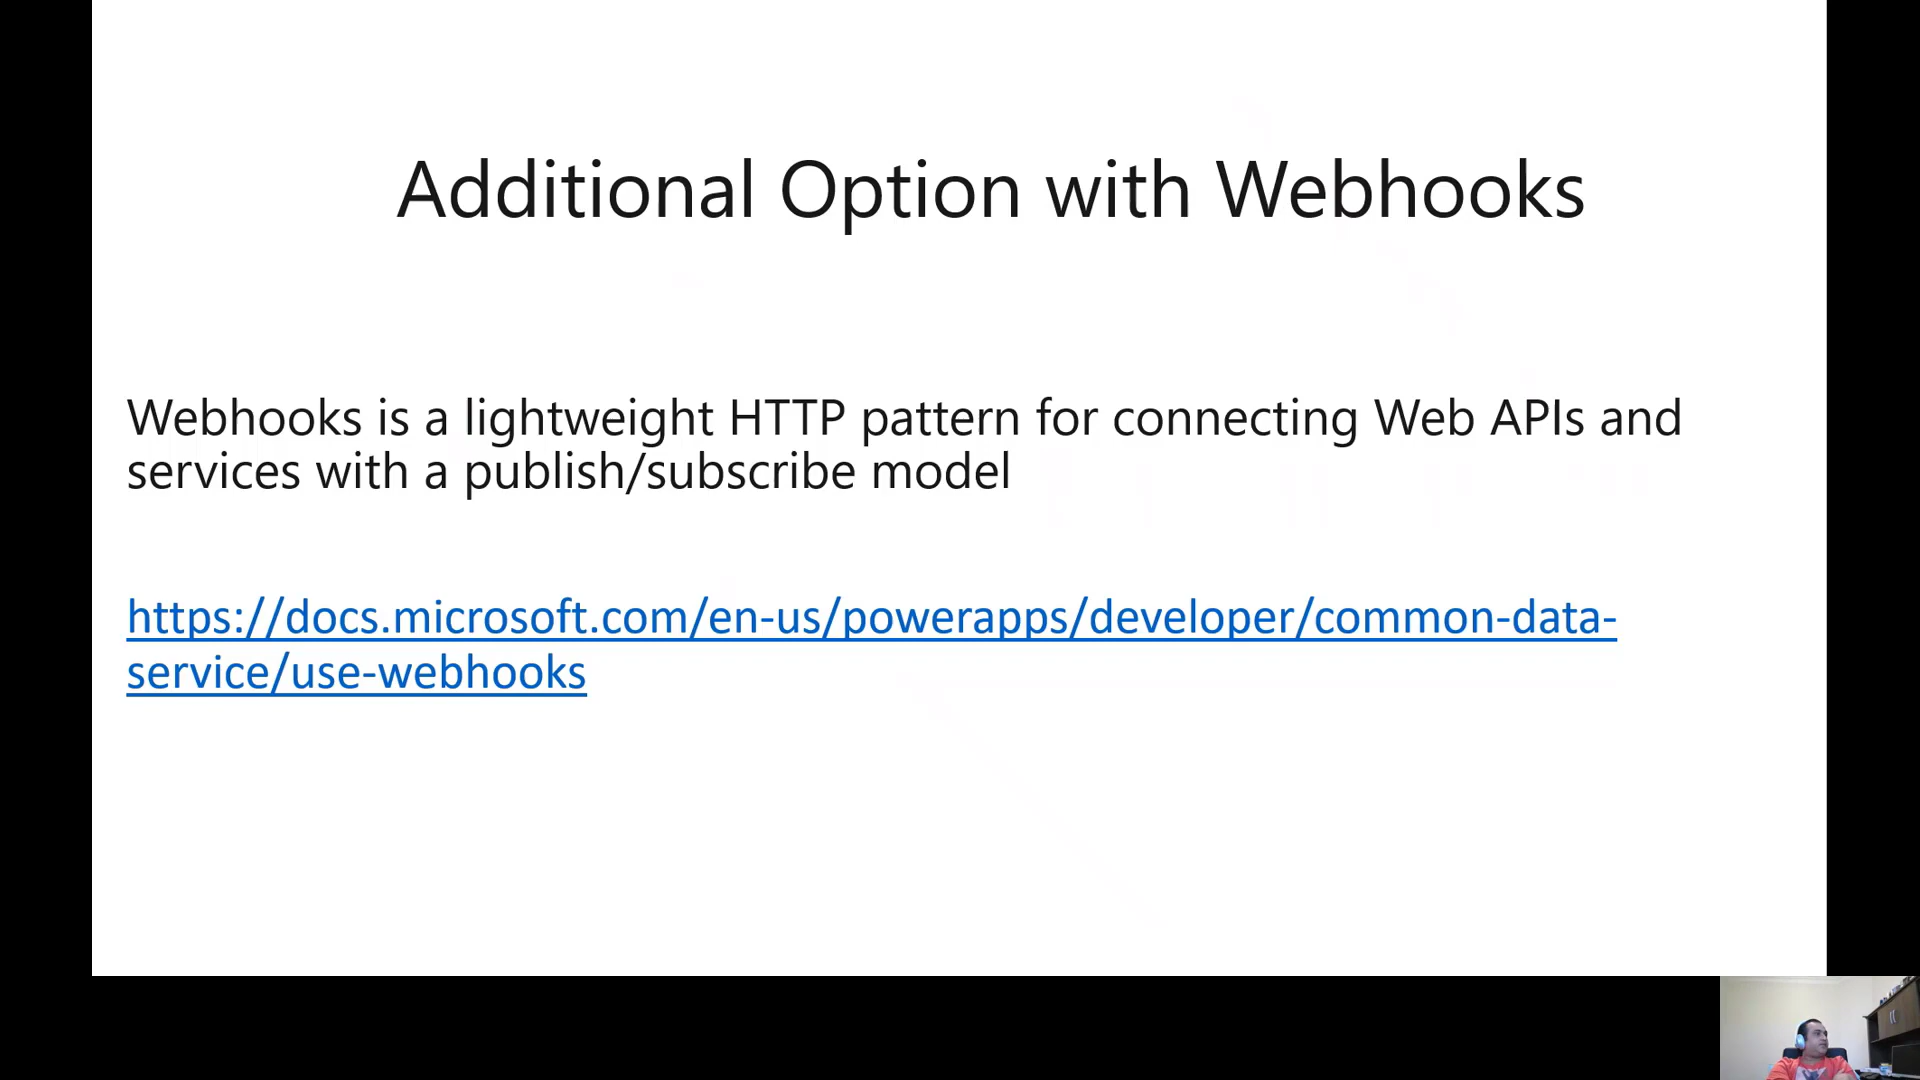 Additional Option with Webhooks
Webhooks is a lightweight HTTP pattern for connecting Web APIs and
services with a publish/subscribe model
https://docs.microsoft.com/en-us/powerapps/developer/common-data-
service/use-webhooks